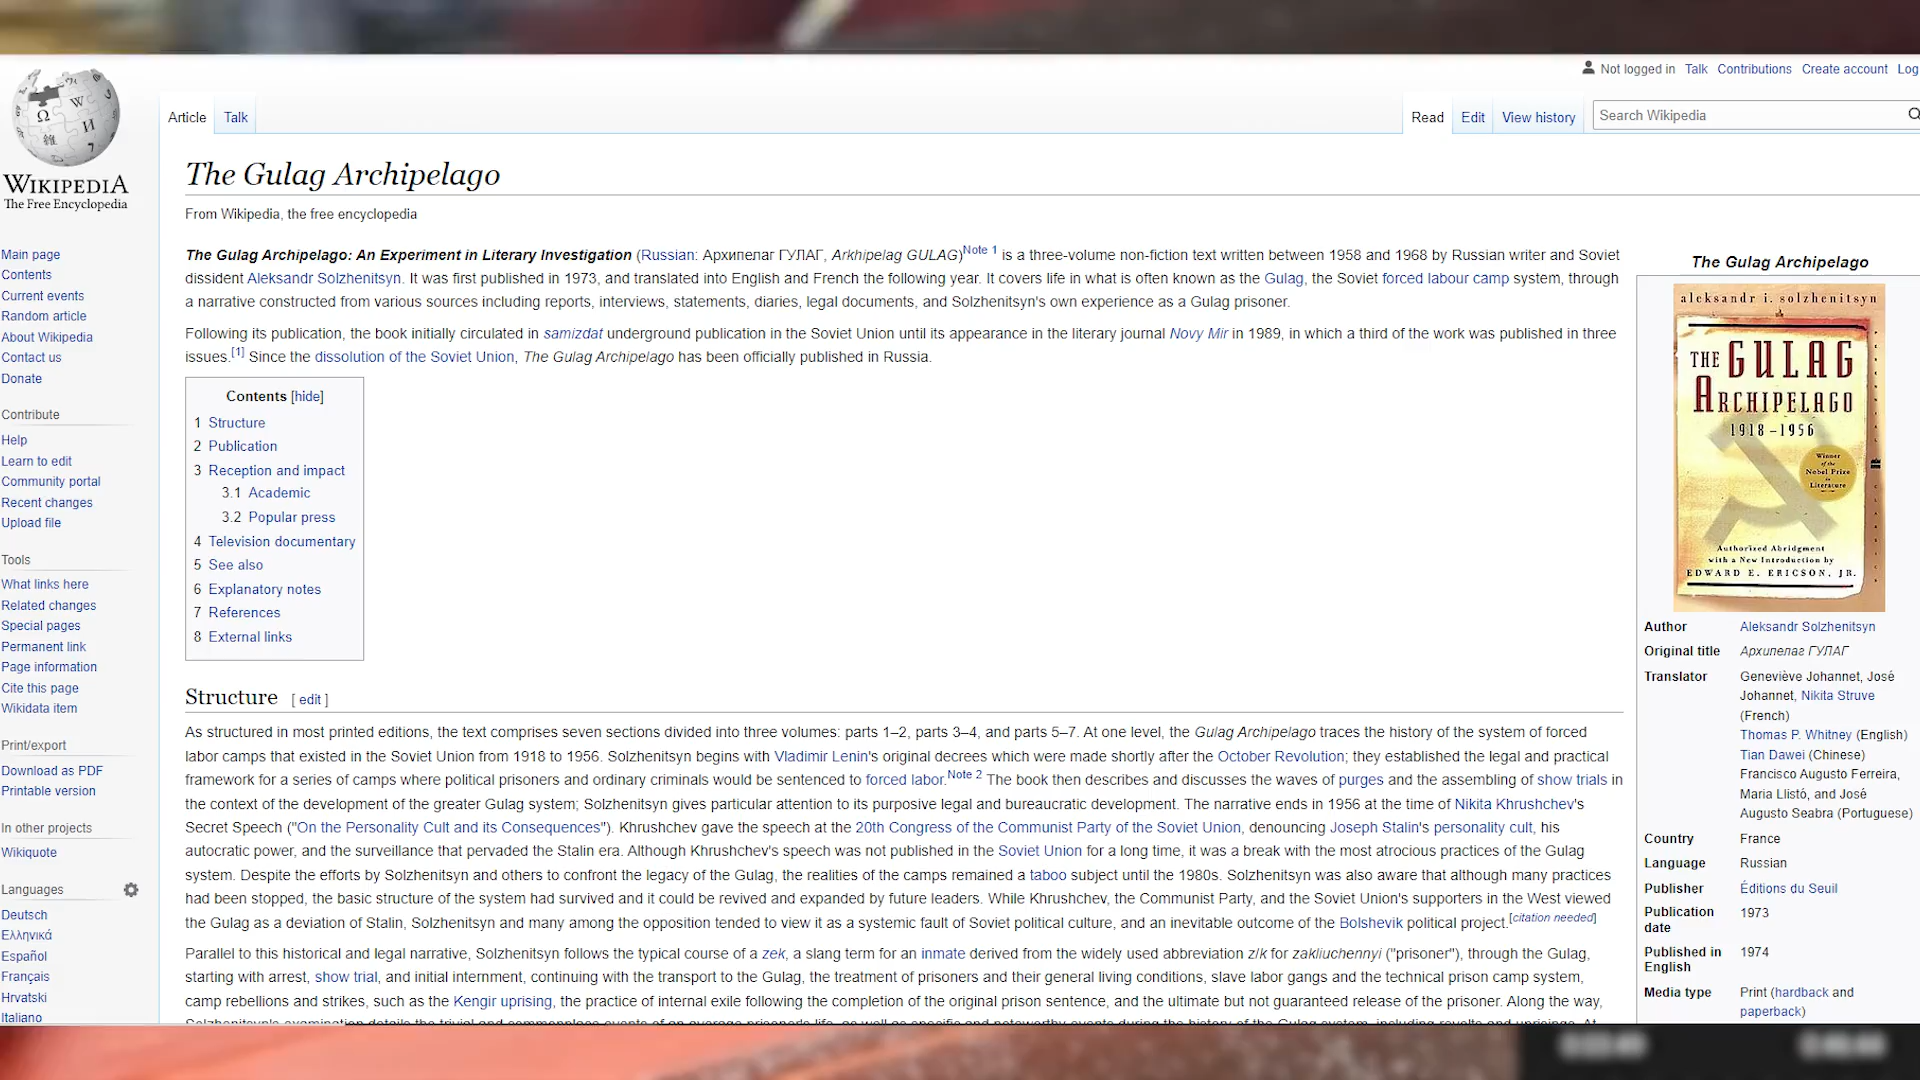 Not logged in Talk Contributions Create account Log
Article Talk
Read Edit View history Search Wikipedia
WIKIPEDIA
The Free Encyclopedia
Main page
Contents
Current events
Random article
About Wikipedia
Contact us
Donate
Contribute
Help
Learn to edit
Community portal
Recent changes
Upload file
Tools
What links here
Related changes
Special pages
Permanent link
Page information
Cite this page
Wikidata item
Print/export
Download as PDF
Printable version
In other projects
Wikiquote
Languages
Deutsch
Ελληνικά
Español
Français
Hrvatski
Italiano
The Gulag Archipelago
From Wikipedia, the free encyclopedia
The Gulag Archipelago: An Experiment in Literary Investigation (Russian: Архипелаг ГУЛАГ, Arkhipelag GULAG)Note 1 is a three-volume non-fiction text written between 1958 and 1968 by Russian writer and Soviet
dissident Aleksandr Solzhenitsyn. It was first published in 1973, and translated into English and French the following year. It covers life in what is often known as the Gulag, the Soviet forced labour camp system, through
a narrative constructed from various sources including reports, interviews, statements, diaries, legal documents, and Solzhenitsyn's own experience as a Gulag prisoner.
Following its publication, the book initially circulated in samizdat underground publication in the Soviet Union until its appearance in the literary journal Novy Mir in 1989, in which a third of the work was published in three
issues.[1] Since the dissolution of the Soviet Union, The Gulag Archipelago has been officially published in Russia.
Contents [hide]
1 Structure
2 Publication
3 Reception and impact
3.1 Academic
3.2 Popular press
4 Television documentary
5 See also
6 Explanatory notes
7 References
8 External links
Structure [ edit ]
As structured in most printed editions, the text comprises seven sections divided into three volumes: parts 1–2, parts 3–4, and parts 5–7. At one level, the Gulag Archipelago traces the history of the system of forced
labor camps that existed in the Soviet Union from 1918 to 1956. Solzhenitsyn begins with Vladimir Lenin's original decrees which were made shortly after the October Revolution; they established the legal and practical
framework for a series of camps where political prisoners and ordinary criminals would be sentenced to forced labor.Note 2 The book then describes and discusses the waves of purges and the assembling of show trials in
the context of the development of the greater Gulag system; Solzhenitsyn gives particular attention to its purposive legal and bureaucratic development. The narrative ends in 1956 at the time of Nikita Khrushchev's
Secret Speech ("On the Personality Cult and its Consequences"). Khrushchev gave the speech at the 20th Congress of the Communist Party of the Soviet Union, denouncing Joseph Stalin's personality cult, his
autocratic power, and the surveillance that pervaded the Stalin era. Although Khrushchev's speech was not published in the Soviet Union for a long time, it was a break with the most atrocious practices of the Gulag
system. Despite the efforts by Solzhenitsyn and others to confront the legacy of the Gulag, the realities of the camps remained a taboo subject until the 1980s. Solzhenitsyn was also aware that although many practices
had been stopped, the basic structure of the system had survived and it could be revived and expanded by future leaders. While Khrushchev, the Communist Party, and the Soviet Union's supporters in the West viewed
the Gulag as a deviation of Stalin, Solzhenitsyn and many among the opposition tended to view it as a systemic fault of Soviet political culture, and an inevitable outcome of the Bolshevik political project.[citation needed]
Parallel to this historical and legal narrative, Solzhenitsyn follows the typical course of a zek, a slang term for an inmate derived from the widely used abbreviation z/k for zakliuchennyi ("prisoner"), through the Gulag,
starting with arrest, show trial, and initial internment, continuing with the transport to the Gulag, the treatment of prisoners and their general living conditions, slave labor gangs and the technical prison camp system,
camp rebellions and strikes, such as the Kengir uprising, the practice of internal exile following the completion of the original prison sentence, and the ultimate but not guaranteed release of the prisoner. Along the way,
Solzhenitsyn's examination details the trivial and commonplace events of an average prisoner's life, as well as specific and noteworthy events during the history of the Gulag system, including revolts and uprisings. At
The Gulag Archipelago
aleksandr i. solzhenitsyn
THE GULAG
ARCHIPELAGO
1918–1956
Winner
of the
Nobel Prize
in
Literature
Authorized Abridgment
with a New Introduction by
EDWARD E. ERICSON, JR.
Author Aleksandr Solzhenitsyn
Original title Архипелаг ГУЛАГ
Translator Geneviève Johannet, José
Johannet, Nikita Struve
(French)
Thomas P. Whitney (English)
Tian Dawei (Chinese)
Francisco Augusto Ferreira,
Maria Llistó, and José
Augusto Seabra (Portuguese)
Country France
Language Russian
Publisher Éditions du Seuil
Publication 1973
date
Published in 1974
English
Media type Print (hardback and
paperback)